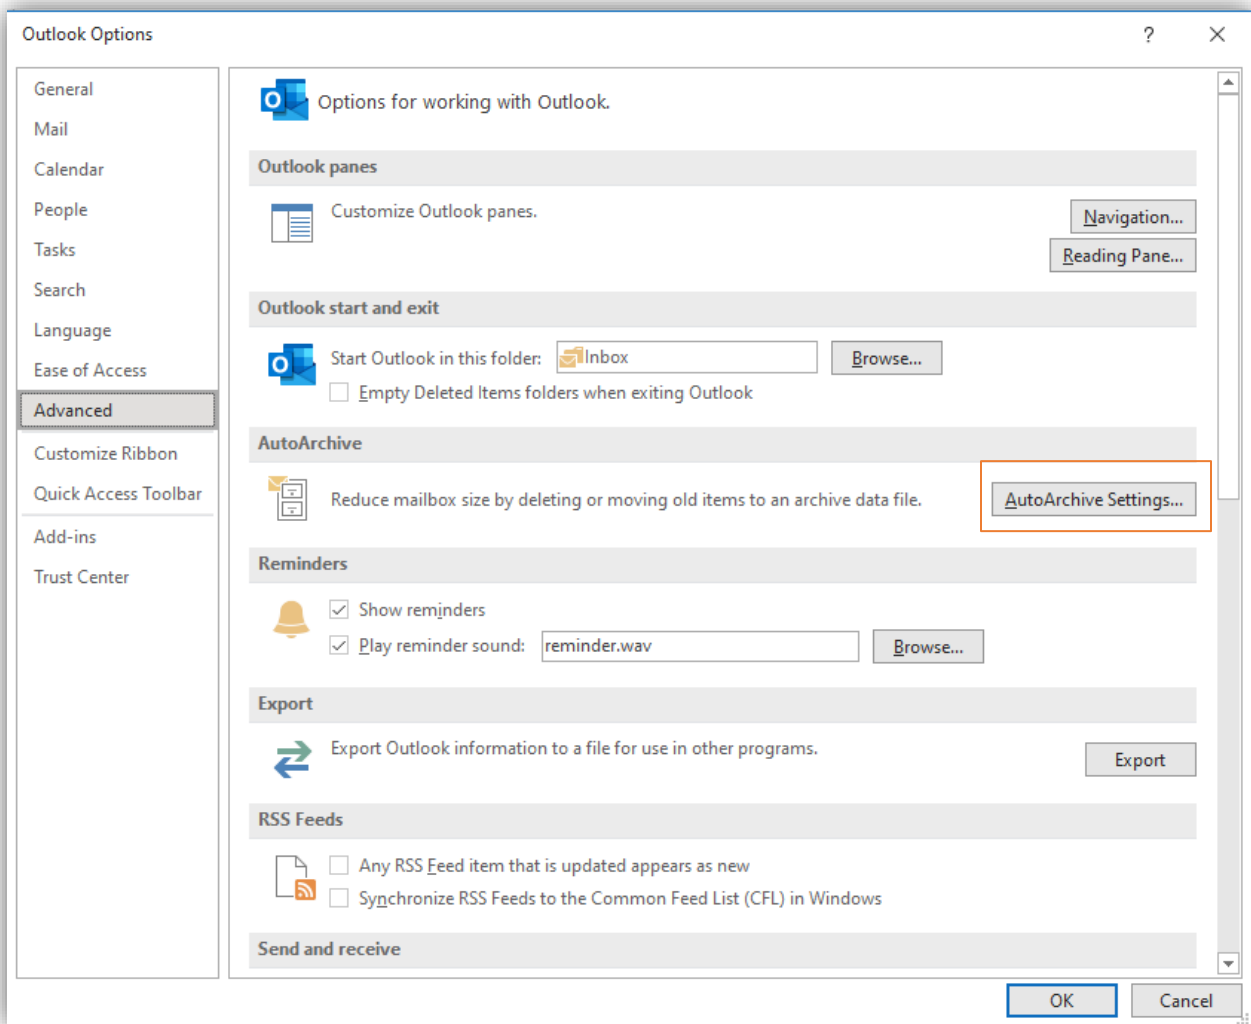 Outlook Options
?
General
Mail
Calendar
People
Tasks
Search
Language
Ease of Access
Advanced
Customize Ribbon
Quick Access Toolbar
Add-ins
Trust Center
Options for working with Outlook.
Outlook panes
Customize Outlook panes.
Navigation...
Reading Pane...
Outlook start and exit
Start Outlook in this folder: Inbox Browse...
Empty Deleted Items folders when exiting Outlook
AutoArchive
Reduce mailbox size by deleting or moving old items to an archive data file. AutoArchive Settings...
Reminders
Show reminders
Play reminder sound: reminder.wav Browse...
Export
Export Outlook information to a file for use in other programs.
Export
RSS Feeds
Any RSS Feed item that is updated appears as new
Synchronize RSS Feeds to the Common Feed List (CFL) in Windows
Send and receive
OK Cancel